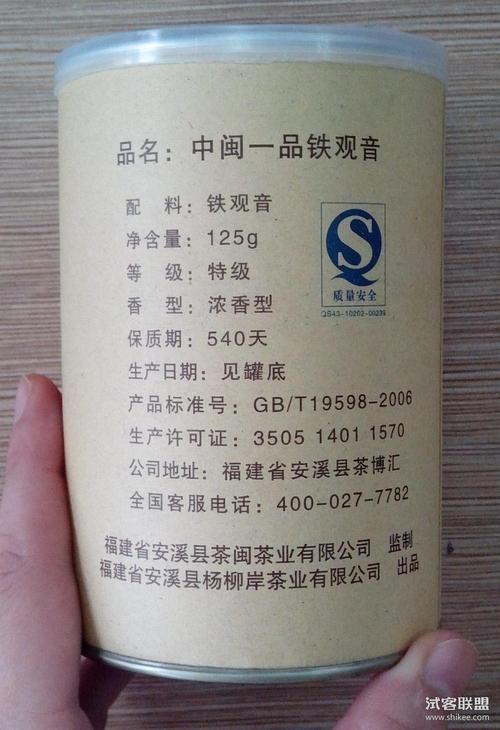 品名：中闽一品铁观音
配 料：铁观音
净含量：125g
等 级：特级
香 型：浓香型
保质期：540天
生产日期：见罐底
产品标准号：GB/T19598-2006
生产许可证：3505 1401 1570
公司地址：福建省安溪县茶博汇
全国客服电话：400-027-7782
质量安全
QS43-10202-00239
福建省安溪县茶闽茶业有限公司 监制
福建省安溪县杨柳岸茶业有限公司 出品
试客联盟
www.shikee.com